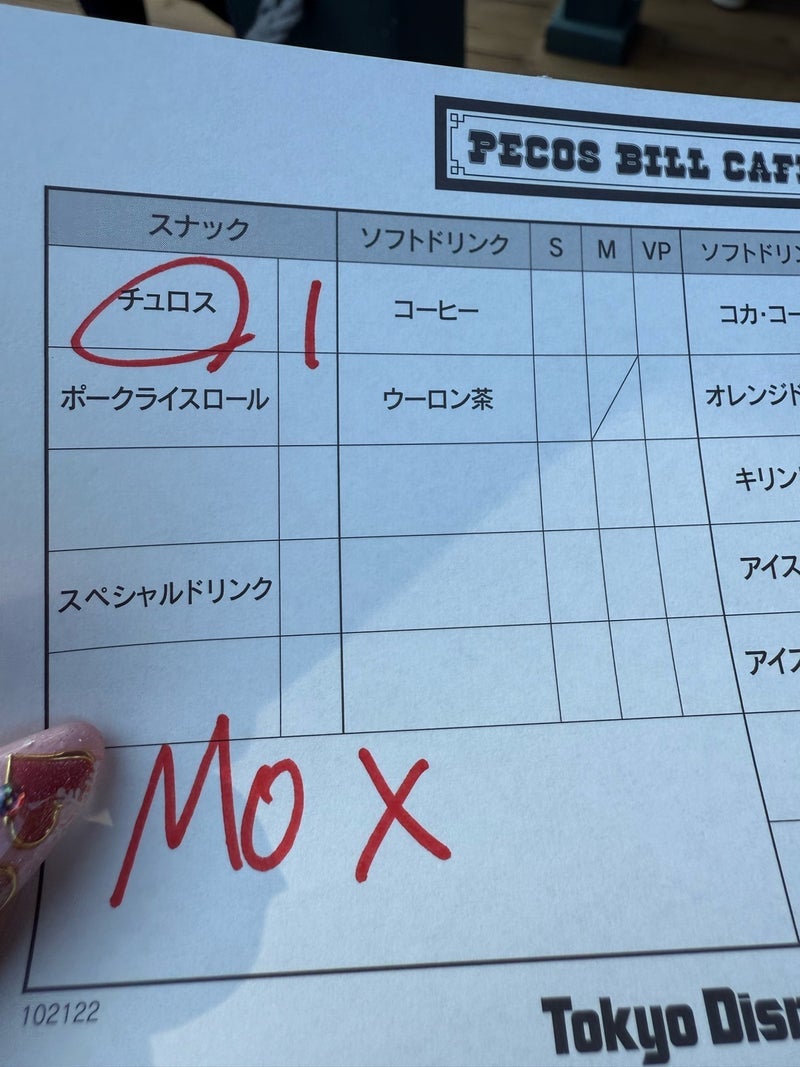 PECOS BILL CAF
スナック ソフトドリンク S M VP ソフトドリン
チュロス 1 コーヒー コカ・コー
ポークライスロール ウーロン茶 オレンジ
キリン
スペシャルドリンク アイス
アイ
MO X
102122
Tokyo Dis